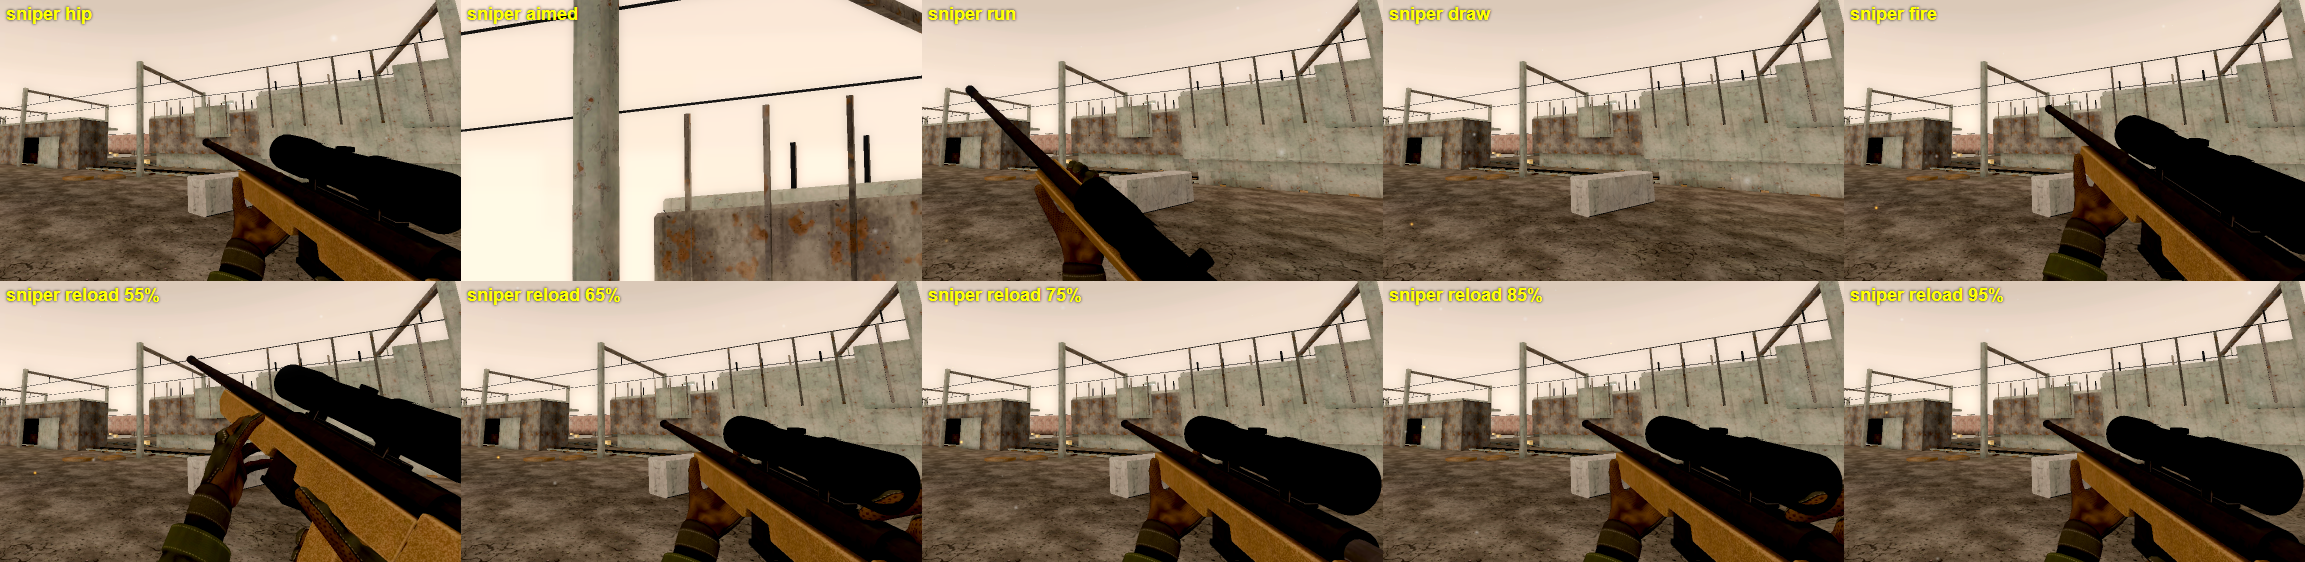 sniper hip
sniper aimed
sniper run
sniper draw
sniper fire
sniper reload 55%
sniper reload 65%
sniper reload 75%
sniper reload 85%
sniper reload 95%